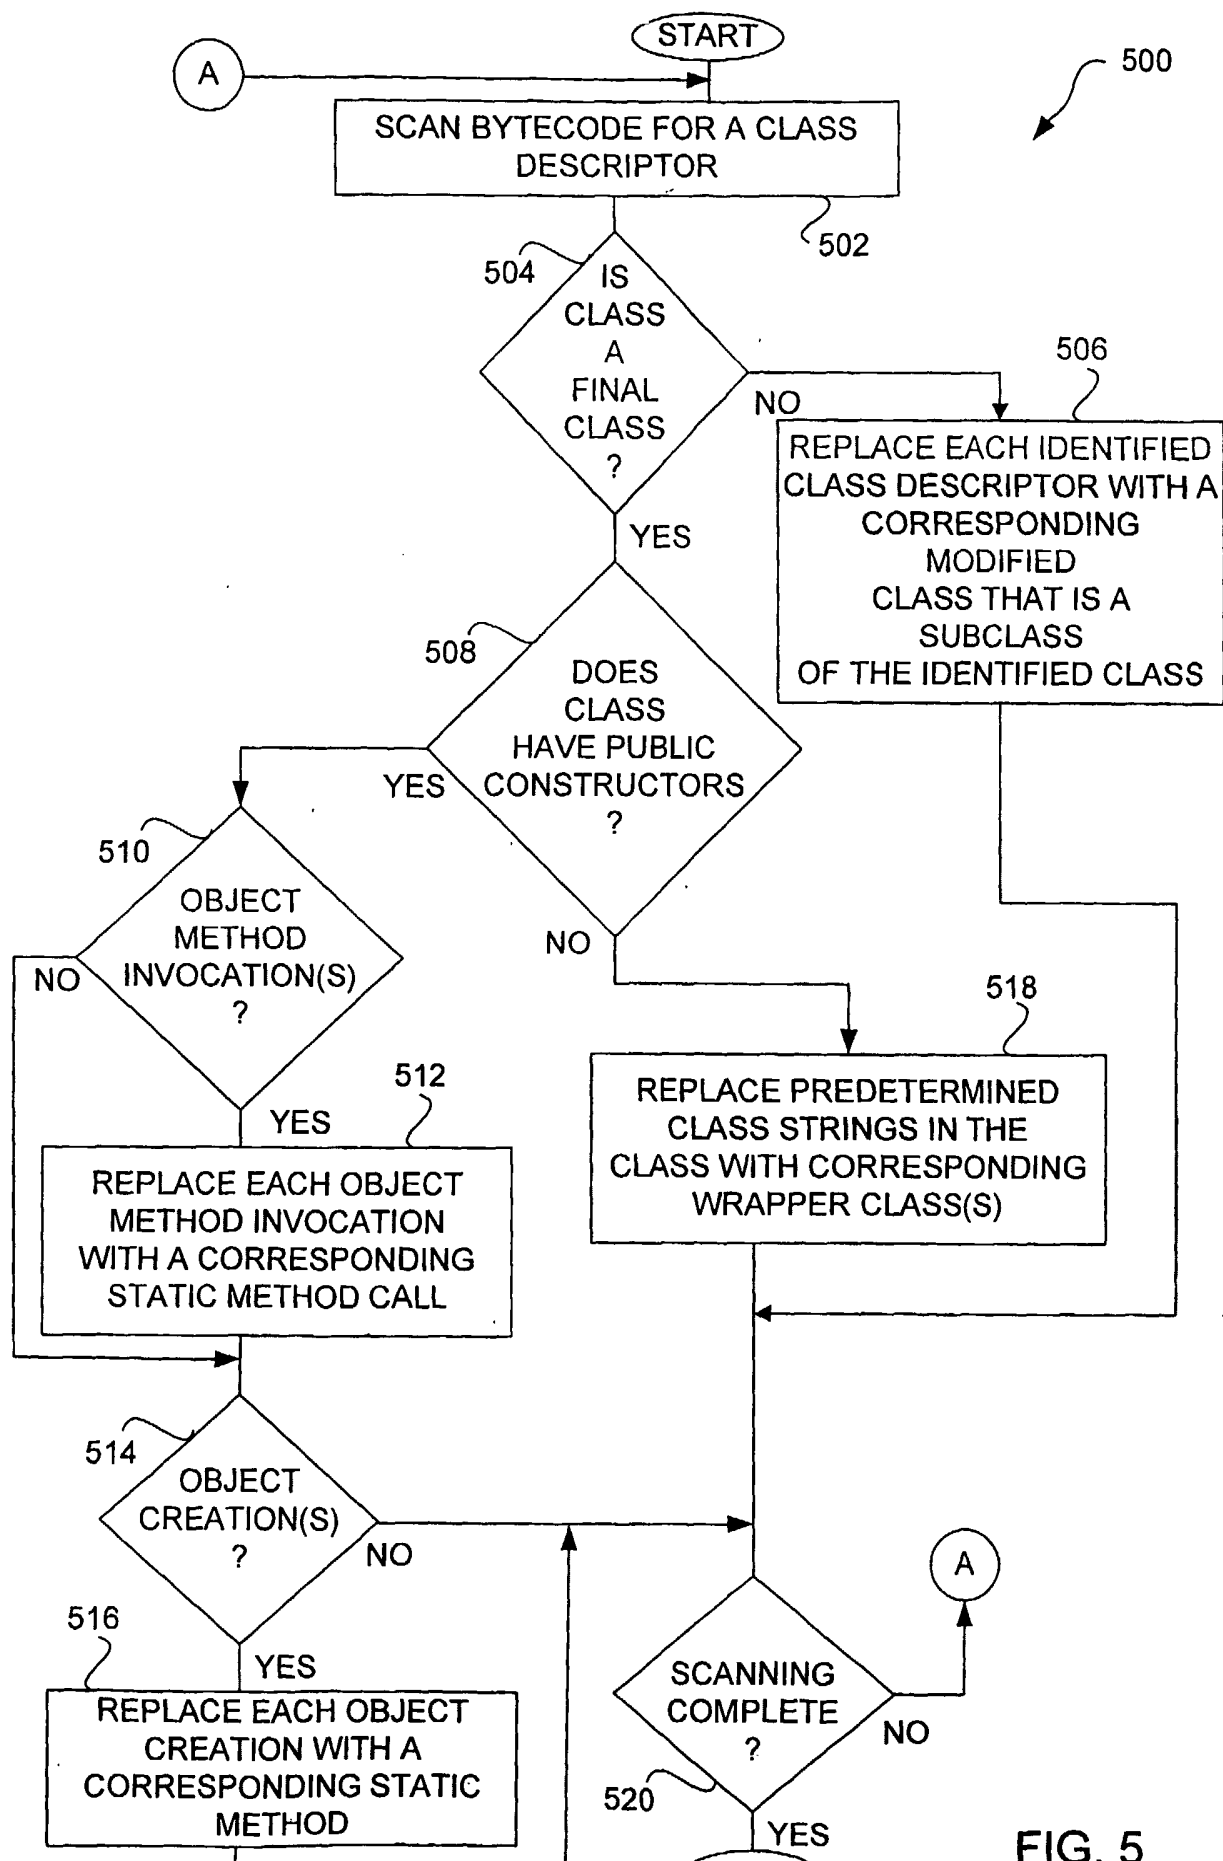 START
A
500
SCAN BYTECODE FOR A CLASS
DESCRIPTOR
502
504
IS
CLASS
A
FINAL
CLASS
?
NO
YES
506
REPLACE EACH IDENTIFIED
CLASS DESCRIPTOR WITH A
CORRESPONDING
MODIFIED
CLASS THAT IS A
SUBCLASS
OF THE IDENTIFIED CLASS
508
DOES
CLASS
HAVE PUBLIC
CONSTRUCTORS
?
YES
NO
510
OBJECT
METHOD
INVOCATION(S)
?
NO
YES
512
REPLACE EACH OBJECT
METHOD INVOCATION
WITH A CORRESPONDING
STATIC METHOD CALL
518
REPLACE PREDETERMINED
CLASS STRINGS IN THE
CLASS WITH CORRESPONDING
WRAPPER CLASS(S)
514
OBJECT
CREATION(S)
?
NO
YES
516
REPLACE EACH OBJECT
CREATION WITH A
CORRESPONDING STATIC
METHOD
A
SCANNING
COMPLETE
?
NO
520
YES
FIG. 5